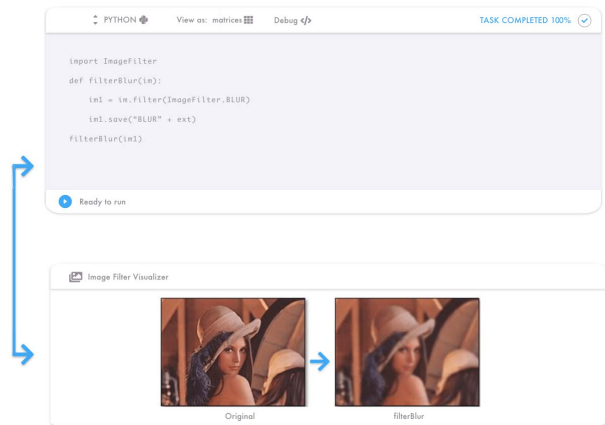 PYTHON View as: matrices Debug </> TASK COMPLETED 100%
import ImageFilter
def filterBlur(im):
im1 = im.filter(ImageFilter.BLUR)
im1.save("BLUR" + ext)
filterBlur(im1)
Ready to run
Image Filter Visualizer
Original filterBlur